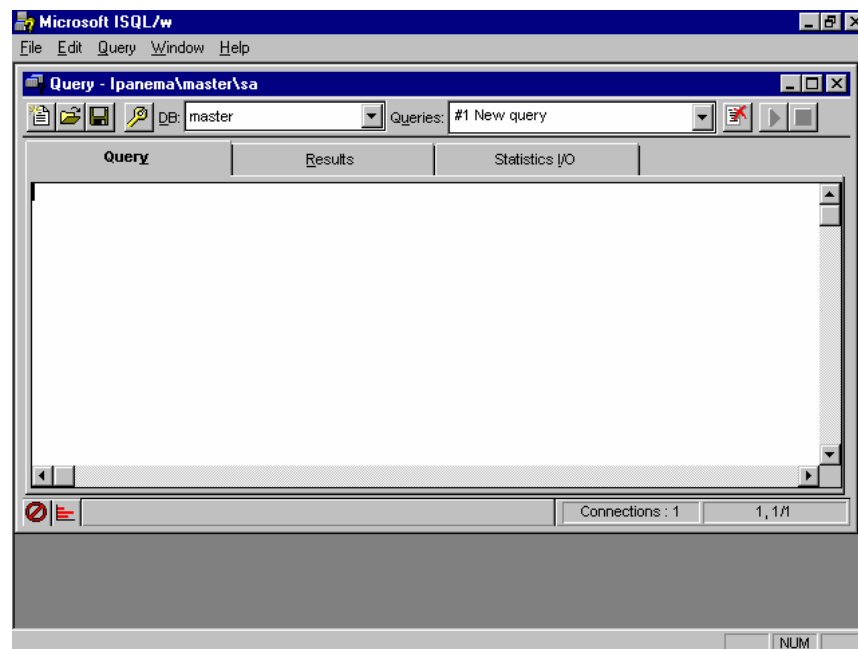 Microsoft ISQL/w
File Edit Query Window Help
Query - Ipanema\master\sa
DB: master Queries: #1 New query
Query Results Statistics I/O
Connections : 1 1, 1/1
NUM